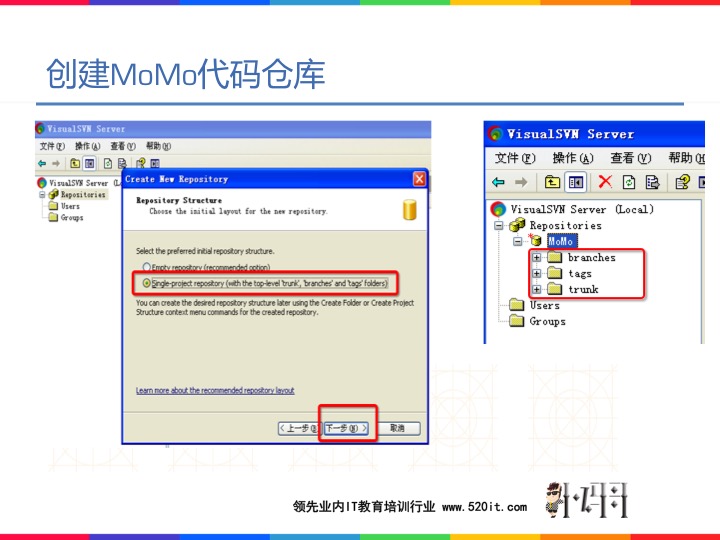 创建MoMo代码仓库
VisualSVN Server
文件(F) 操作(A) 查看(V) 帮助(H)
VisualSVN Server (L
Repositories
Users
Groups
Create New Repository
Repository Structure
Choose the initial layout for the new repository.
Select the preferred initial repository structure.
Empty repository (recommended option)
Single-project repository (with the top-level 'trunk', 'branches' and 'tags' folders)
You can create the desired repository structure later using the Create Folder or Create Project
Structure context menu commands for the created repository.
Learn more about the recommended repository layout
<上一步(B) 下一步(N) > 取消
VisualSVN Server
文件(F) 操作(A) 查看(V) 帮助(H
VisualSVN Server (Local)
Repositories
MoMo
branches
tags
trunk
Users
Groups
领先业内IT教育培训行业 www.520it.com
小码哥